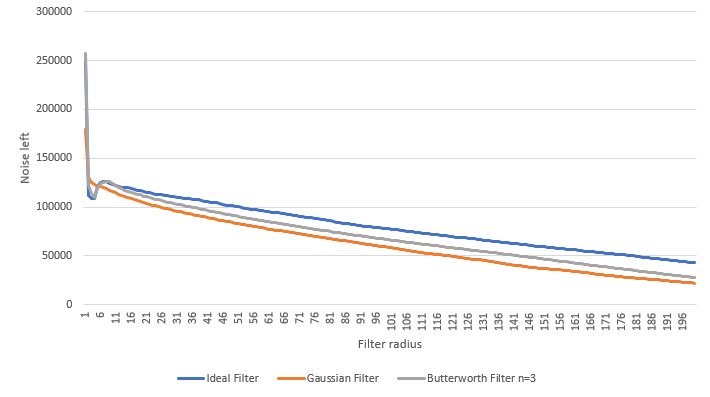 300000
250000
200000
150000
100000
50000
0
Noise left
1 6 11 16 21 26 31 36 41 46 51 56 61 66 71 76 81 86 91 96 101 106 111 116 121 126 131 136 141 146 151 156 161 166 171 176 181 186 191 196
Filter radius
Ideal Filter Gaussian Filter Butterworth Filter n=3